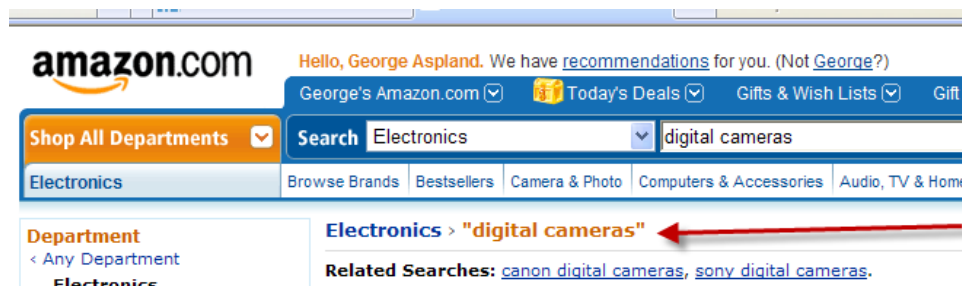 amazon.com
Hello, George Aspland. We have recommendations for you. (Not George?)
George's Amazon.com Today's Deals Gifts & Wish Lists Gift
Shop All Departments Search Electronics digital cameras
Electronics Browse Brands Bestsellers Camera & Photo Computers & Accessories Audio, TV & Home
Department
Electronics › "digital cameras"
‹ Any Department
Electronics
Related Searches: canon digital cameras, sony digital cameras.